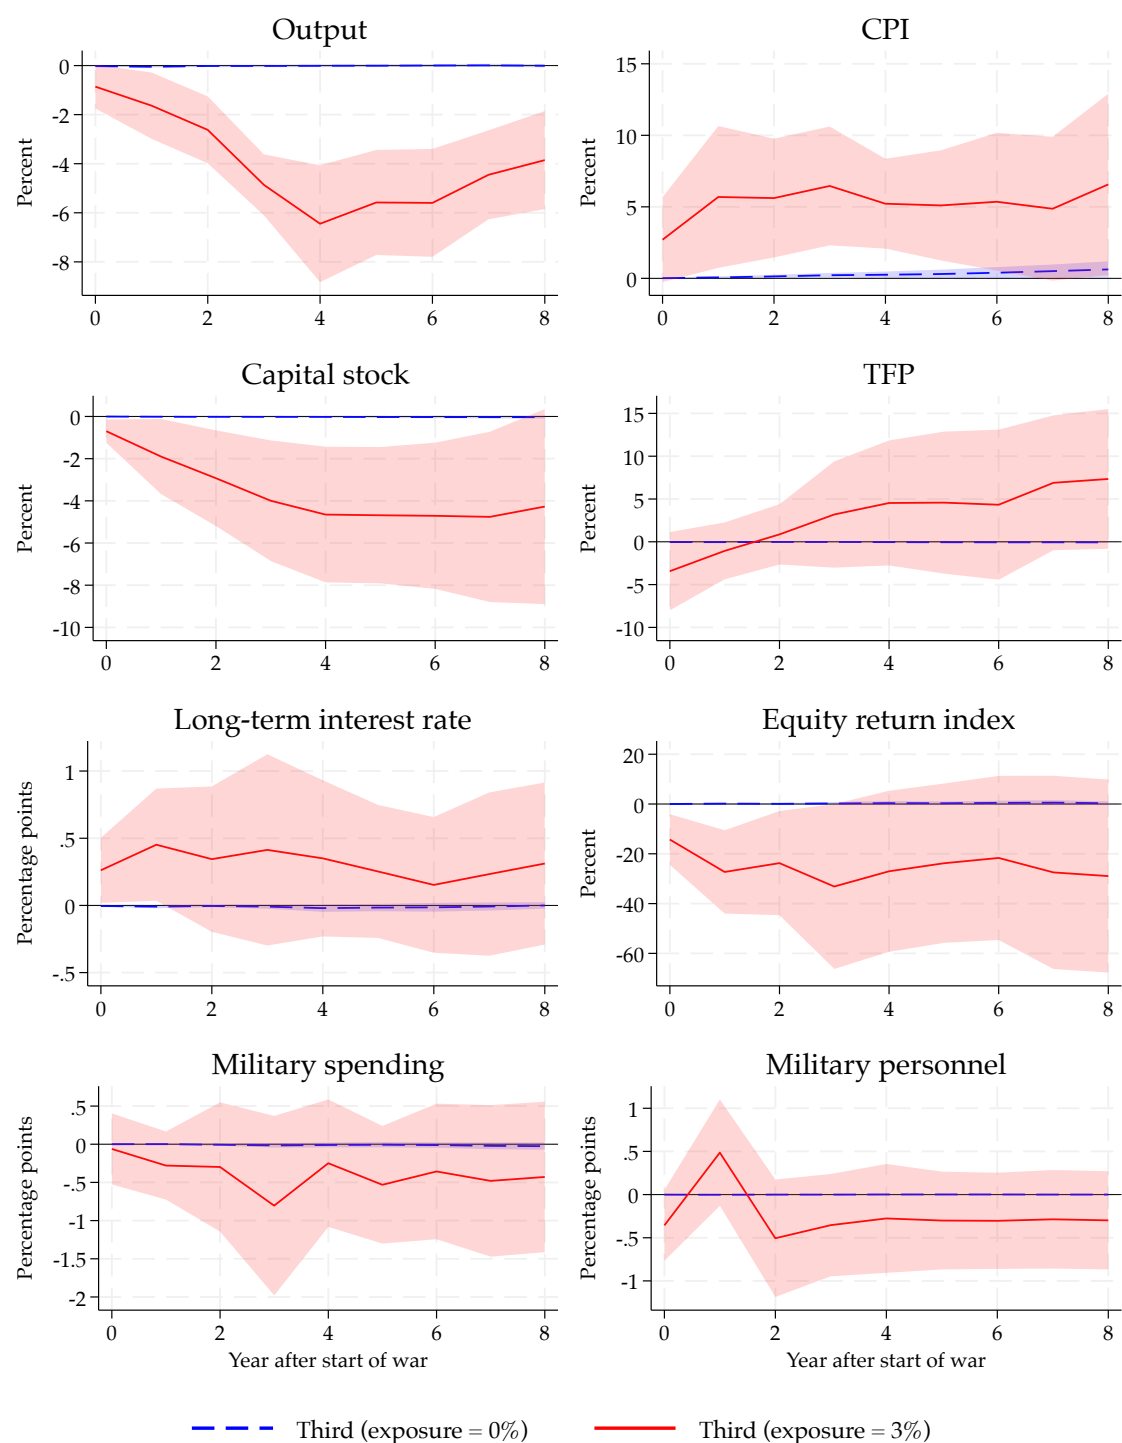 Output
Percent
0
-2
-4
-6
-8
0 2 4 6 8
CPI
Percent
15
10
5
0
0 2 4 6 8
Capital stock
Percent
0
-2
-4
-6
-8
-10
0 2 4 6 8
TFP
Percent
15
10
5
0
-5
-10
0 2 4 6 8
Long-term interest rate
Percentage points
1
.5
0
-.5
0 2 4 6 8
Equity return index
Percent
20
0
-20
-40
-60
0 2 4 6 8
Military spending
Percentage points
.5
0
-.5
-1
-1.5
-2
0 2 4 6 8
Year after start of war
Military personnel
Percentage points
1
.5
0
-.5
-1
0 2 4 6 8
Year after start of war
Third (exposure = 0%) Third (exposure = 3%)